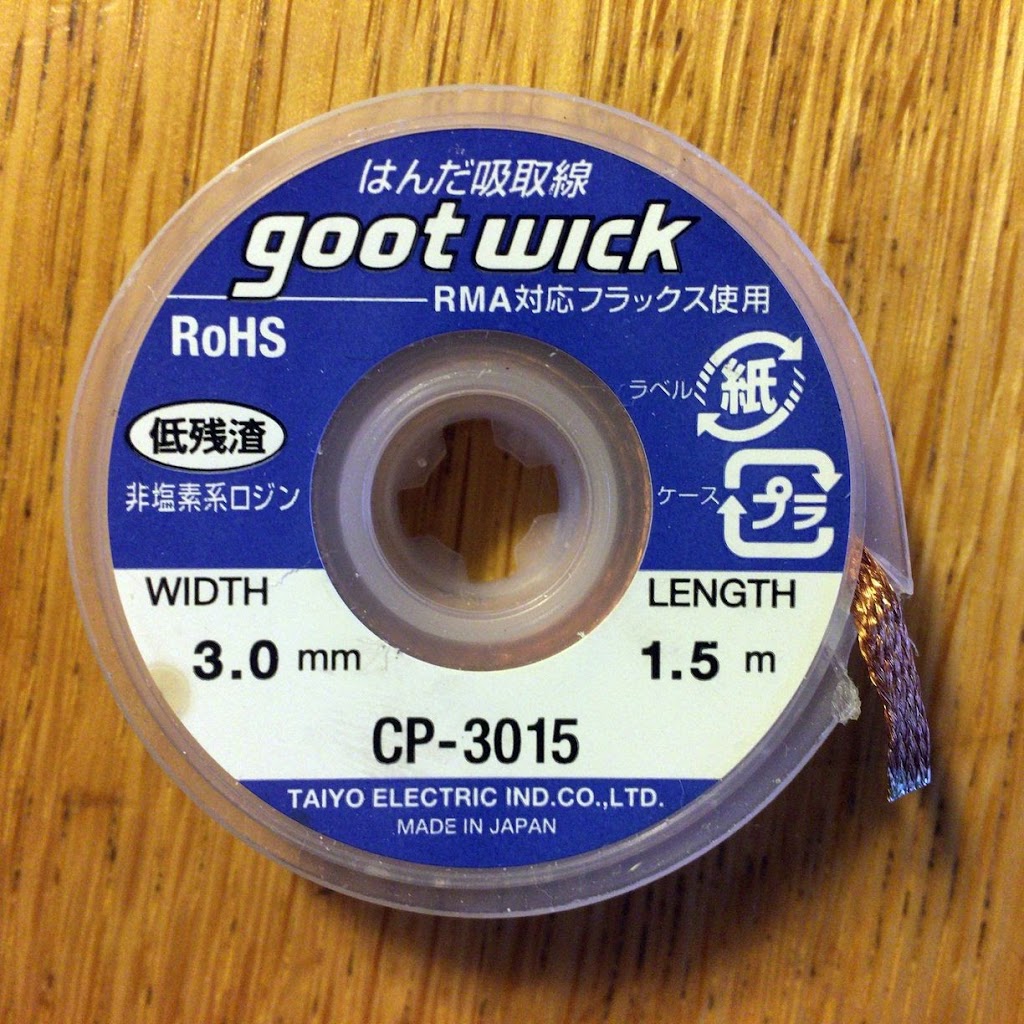 はんだ吸取線
goot wick
RMA対応フラックス使用
RoHS
ラベル 紙
低残渣
非塩素系ロジン
ケース プラ
WIDTH
3.0 mm
LENGTH
1.5 m
CP-3015
TAIYO ELECTRIC IND.CO.,LTD.
MADE IN JAPAN